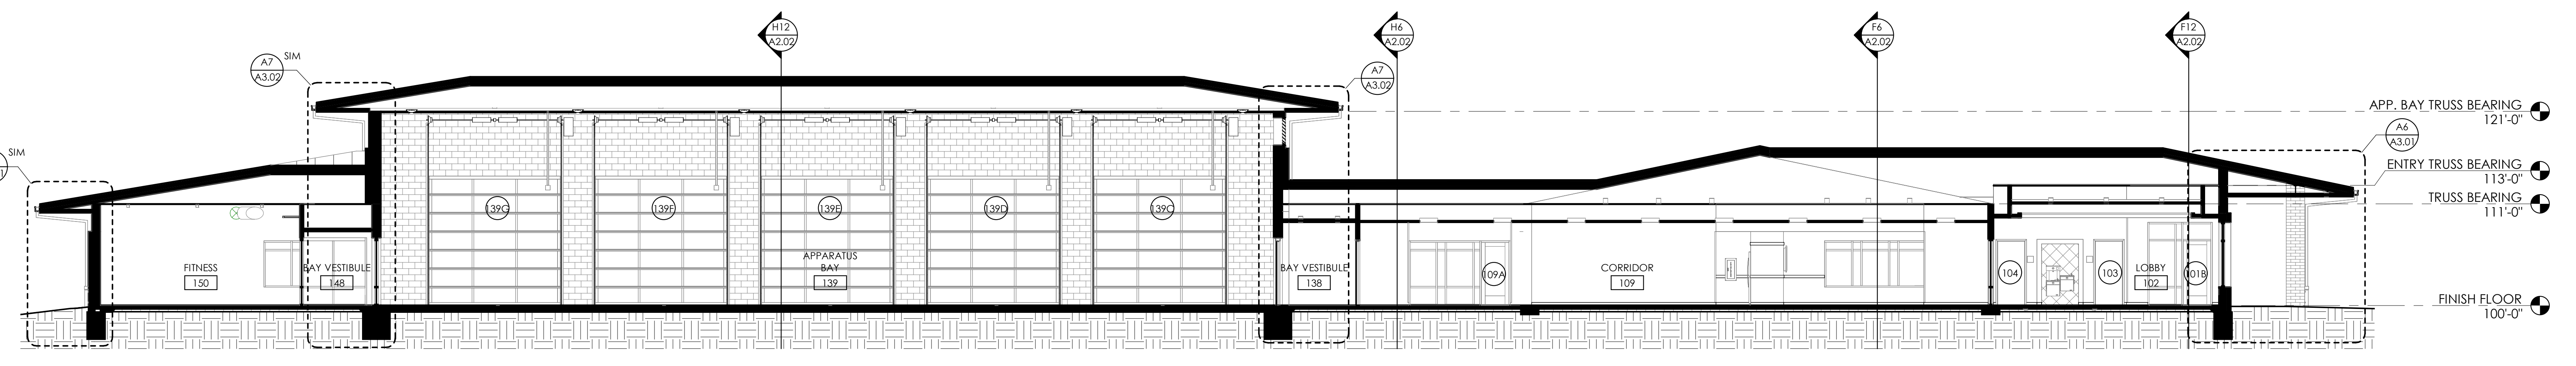 H12
A2.02
H6
A2.02
F6
A2.02
F12
A2.02
A7
A3.02
SIM
A7
A3.02
APP. BAY TRUSS BEARING
121'-0"
A6
A3.01
SIM
1
ENTRY TRUSS BEARING
113'-0"
TRUSS BEARING
111'-0"
139G
139F
139E
139D
139C
FITNESS
150
BAY VESTIBULE
148
APPARATUS
BAY
139
BAY VESTIBULE
138
109A
CORRIDOR
109
104
103
LOBBY
102
101B
FINISH FLOOR
100'-0"